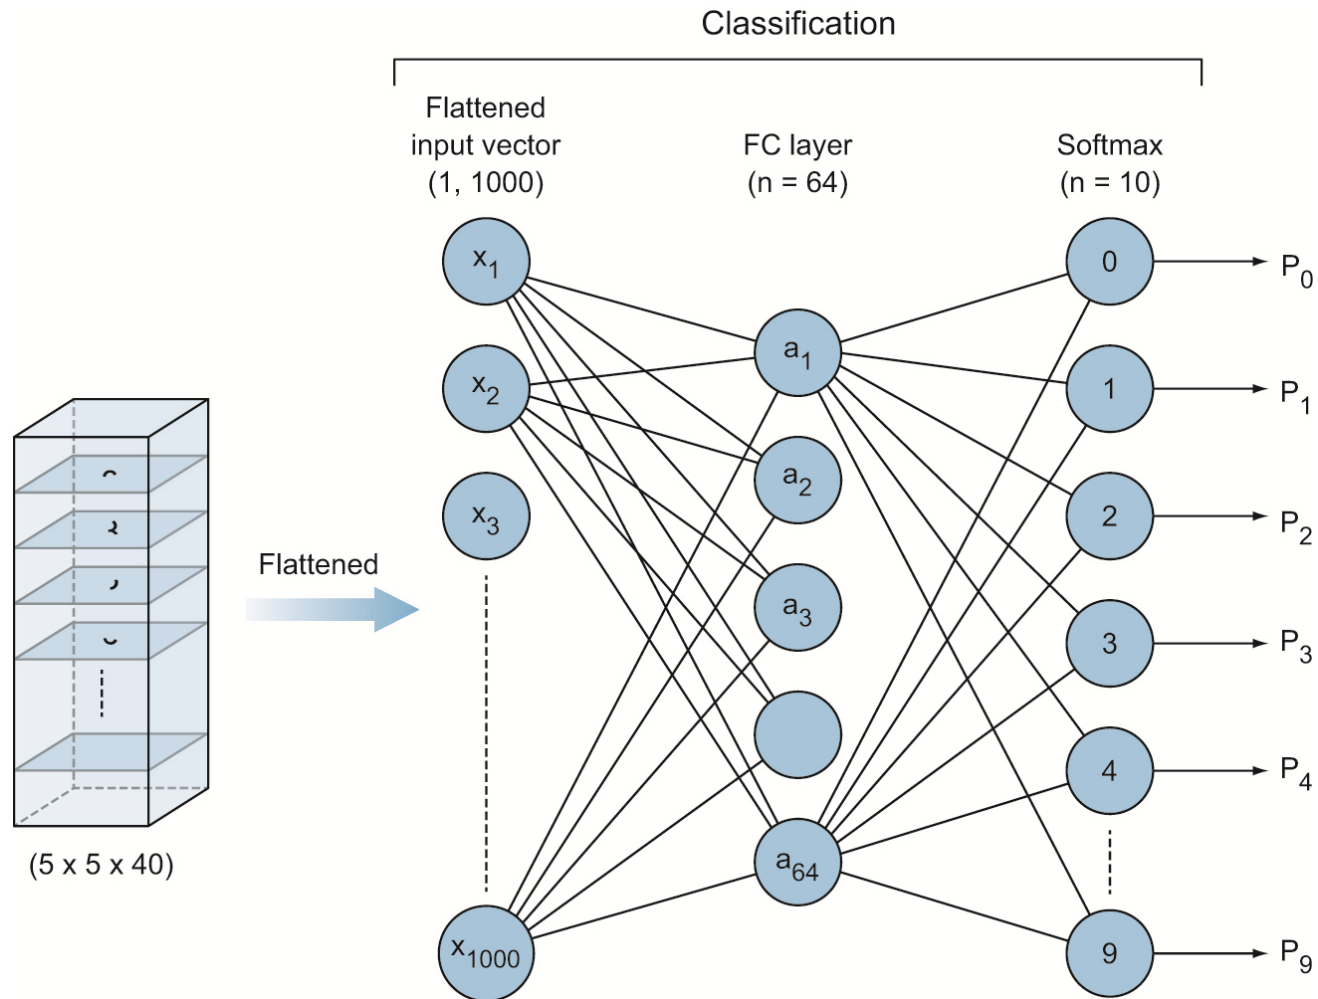 Classification
Flattened
input vector
(1, 1000)
FC layer
(n = 64)
Softmax
(n = 10)
x1
x2
x3
x1000
a1
a2
a3
a64
0
1
2
3
4
9
P0
P1
P2
P3
P4
P9
Flattened
(5 x 5 x 40)